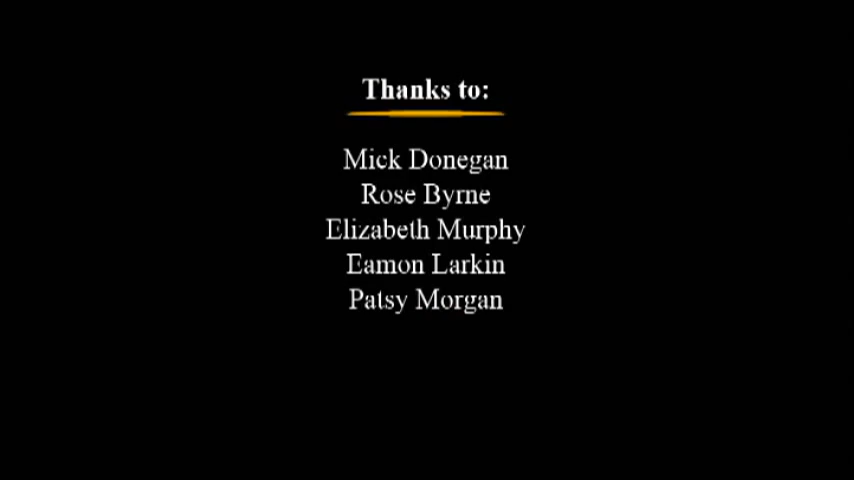 Thanks to:
Mick Donegan
Rose Byrne
Elizabeth Murphy
Eamon Larkin
Patsy Morgan